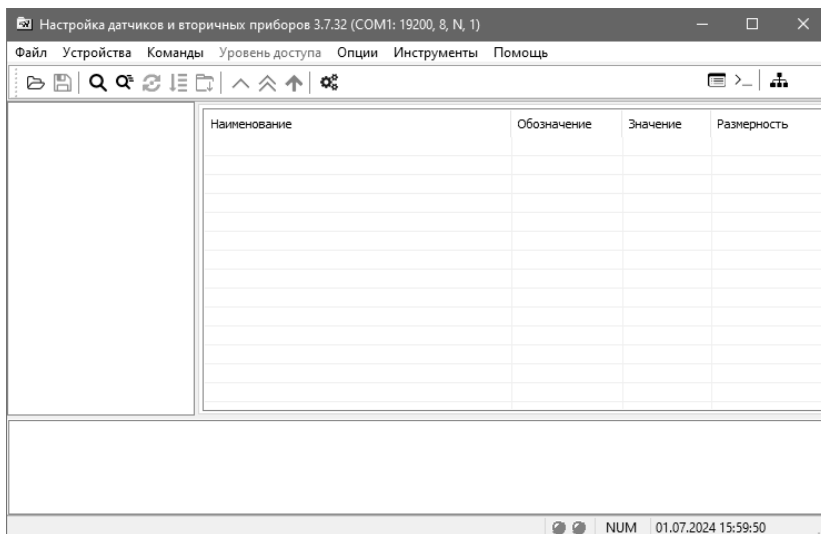 Настройка датчиков и вторичных приборов 3.7.32 (COM1: 19200, 8, N, 1)
Файл Устройства Команды Уровень доступа Опции Инструменты Помощь
Наименование Обозначение Значение Размерность
NUM 01.07.2024 15:59:50